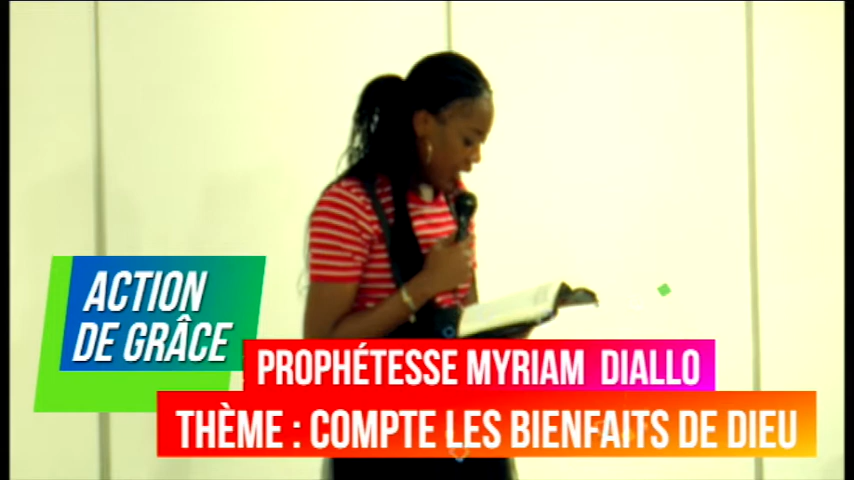 ACTION
DE GRÂCE
PROPHÉTESSE MYRIAM DIALLO
THÈME : COMPTE LES BIENFAITS DE DIEU